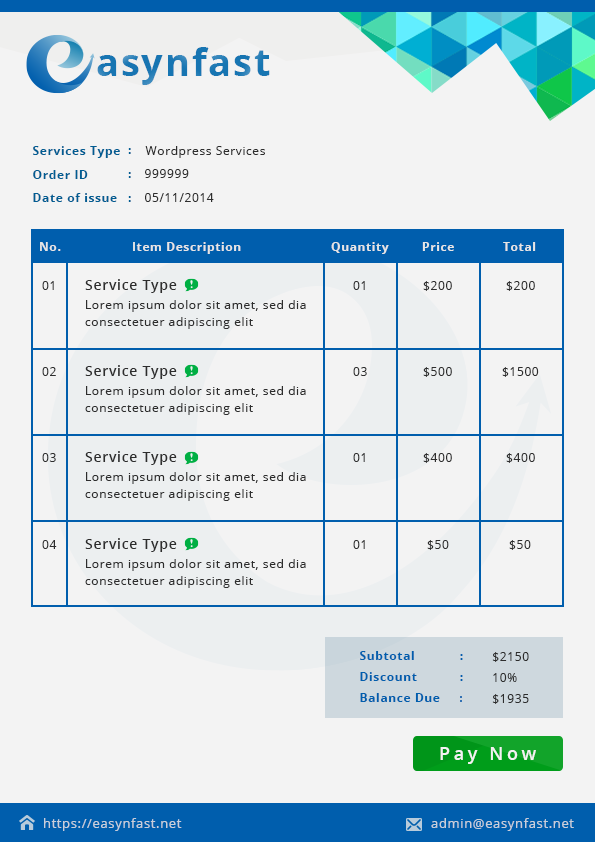 easynfast
Services Type : Wordpress Services
Order ID : 999999
Date of issue : 05/11/2014
No. Item Description Quantity Price Total
01 Service Type 01 $200 $200
Lorem ipsum dolor sit amet, sed dia
consectetuer adipiscing elit
02 Service Type 03 $500 $1500
Lorem ipsum dolor sit amet, sed dia
consectetuer adipiscing elit
03 Service Type 01 $400 $400
Lorem ipsum dolor sit amet, sed dia
consectetuer adipiscing elit
04 Service Type 01 $50 $50
Lorem ipsum dolor sit amet, sed dia
consectetuer adipiscing elit
Subtotal : $2150
Discount : 10%
Balance Due : $1935
Pay Now
https://easynfast.net admin@easynfast.net